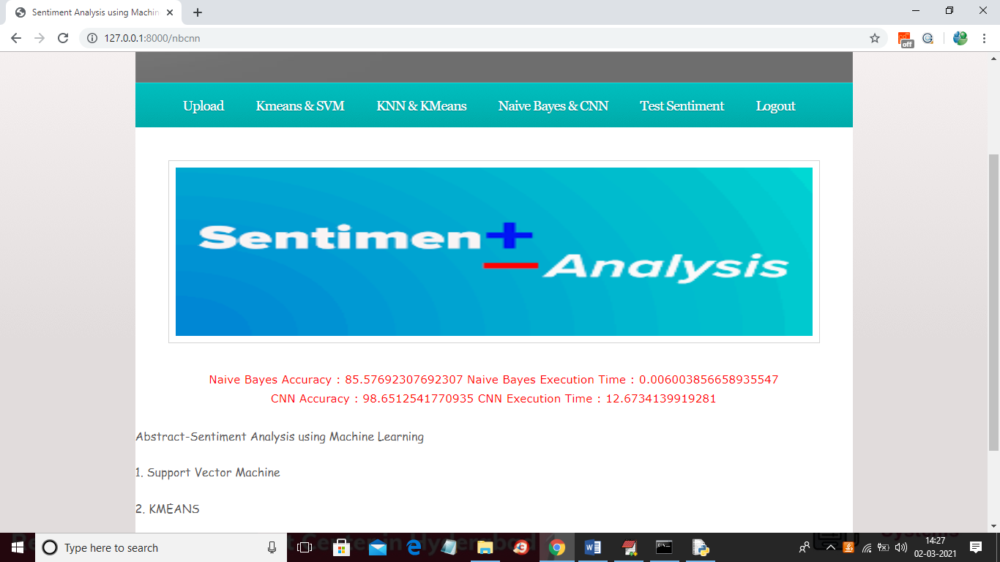 Sentiment Analysis using Machin
127.0.0.1:8000/nbcnn
off
Upload Kmeans & SVM KNN & KMeans Naive Bayes & CNN Test Sentiment Logout
Sentimen
Analysis
Naive Bayes Accuracy : 85.57692307692307 Naive Bayes Execution Time : 0.006003856658935547
CNN Accuracy : 98.6512541770935 CNN Execution Time : 12.6734139919281
Abstract-Sentiment Analysis using Machine Learning
1. Support Vector Machine
2. KMEANS
Type here to search
14:27
02-03-2021